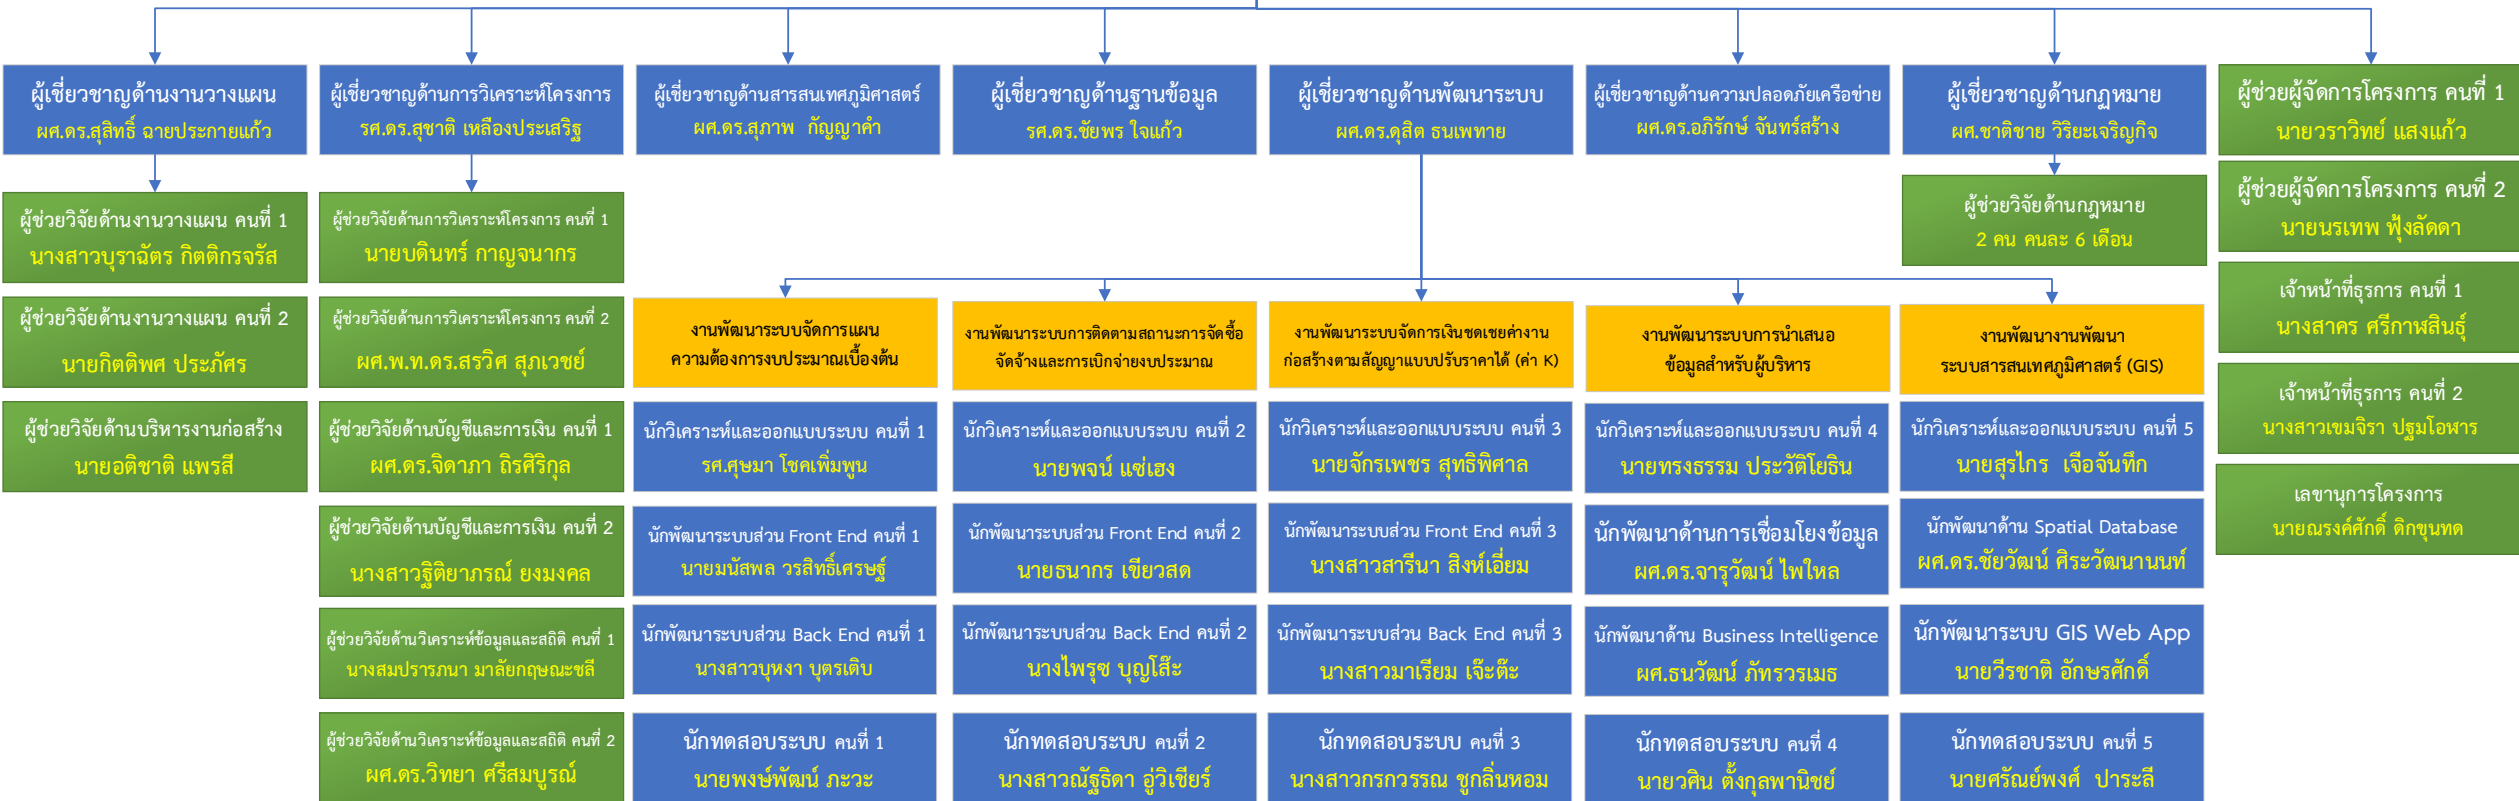 ผู้เชี่ยวชาญด้านงานวางแผน
ผศ.ดร.สุสิทธิ์ ฉายประกายแก้ว
ผู้เชี่ยวชาญด้านการวิเคราะห์โครงการ
รศ.ดร.สุชาติ เหลืองประเสริฐ
ผู้เชี่ยวชาญด้านสารสนเทศภูมิศาสตร์
ผศ.ดร.สุภาพ กัญญาคำ
ผู้เชี่ยวชาญด้านฐานข้อมูล
รศ.ดร.ชัยพร ใจแก้ว
ผู้เชี่ยวชาญด้านพัฒนาระบบ
ผศ.ดร.ดุสิต ธนเพทาย
ผู้เชี่ยวชาญด้านความปลอดภัยเครือข่าย
ผศ.ดร.อภิรักษ์ จันทร์สร้าง
ผู้เชี่ยวชาญด้านกฎหมาย
ผศ.ชาติชาย วิริยะเจริญกิจ
ผู้ช่วยผู้จัดการโครงการ คนที่ 1
นายวราวิทย์ แสงแก้ว
ผู้ช่วยผู้จัดการโครงการ คนที่ 2
นายนรเทพ ฟุ้งลัดดา
เจ้าหน้าที่ธุรการ คนที่ 1
นางสาคร ศรีกาหสินธุ์
เจ้าหน้าที่ธุรการ คนที่ 2
นางสาวเขมจิรา ปฐมโอฬาร
เลขานุการโครงการ
นายณรงค์ศักดิ์ ดิกขุนทด
ผู้ช่วยวิจัยด้านงานวางแผน คนที่ 1
นางสาวบุราฉัตร กิตติกรจรัส
ผู้ช่วยวิจัยด้านงานวางแผน คนที่ 2
นายกิตติพศ ประภัศร
ผู้ช่วยวิจัยด้านบริหารงานก่อสร้าง
นายอติชาติ แพรสี
ผู้ช่วยวิจัยด้านการวิเคราะห์โครงการ คนที่ 1
นายบดินทร์ กาญจนากร
ผู้ช่วยวิจัยด้านการวิเคราะห์โครงการ คนที่ 2
ผศ.พ.ท.ดร.สรวิศ สุภเวชย์
ผู้ช่วยวิจัยด้านบัญชีและการเงิน คนที่ 1
ผศ.ดร.จิดาภา ถิรศิริกุล
ผู้ช่วยวิจัยด้านบัญชีและการเงิน คนที่ 2
นางสาวฐิติยาภรณ์ ยงมงคล
ผู้ช่วยวิจัยด้านวิเคราะห์ข้อมูลและสถิติ คนที่ 1
นางสมปรารภนา มาลัยกฤษณะชลี
ผู้ช่วยวิจัยด้านวิเคราะห์ข้อมูลและสถิติ คนที่ 2
ผศ.ดร.วิทยา ศรีสมบูรณ์
ผู้ช่วยวิจัยด้านกฎหมาย
2 คน คนละ 6 เดือน
งานพัฒนาระบบจัดการแผน
ความต้องการงบประมาณเบื้องต้น
นักวิเคราะห์และออกแบบระบบ คนที่ 1
รศ.ศุษมา โชคเพิ่มพูน
นักพัฒนาระบบส่วน Front End คนที่ 1
นายมนัสพล วรสิทธิ์เศรษฐ์
นักพัฒนาระบบส่วน Back End คนที่ 1
นางสาวบุหงา บุตรเติบ
นักทดสอบระบบ คนที่ 1
นายพงษ์พัฒน์ ภะวะ
งานพัฒนาระบบการติดตามสถานะการจัดซื้อ
จัดจ้างและการเบิกจ่ายงบประมาณ
นักวิเคราะห์และออกแบบระบบ คนที่ 2
นายพจน์ แซ่เฮง
นักพัฒนาระบบส่วน Front End คนที่ 2
นายธนากร เขียวสด
นักพัฒนาระบบส่วน Back End คนที่ 2
นางไพรุซ บุญโส๊ะ
นักทดสอบระบบ คนที่ 2
นางสาวณัฐธิดา อู่วิเชียร์
งานพัฒนาระบบจัดการเงินชดเชยค่างาน
ก่อสร้างตามสัญญาแบบปรับราคาได้ (ค่า K)
นักวิเคราะห์และออกแบบระบบ คนที่ 3
นายจักรเพชร สุทธิพิศาล
นักพัฒนาระบบส่วน Front End คนที่ 3
นางสาวสารีนา สิงห์เอี่ยม
นักพัฒนาระบบส่วน Back End คนที่ 3
นางสาวมาเรียม เจ๊ะต๊ะ
นักทดสอบระบบ คนที่ 3
นางสาวกรกวรรณ ชูกลิ่นหอม
งานพัฒนาระบบการนำเสนอ
ข้อมูลสำหรับผู้บริหาร
นักวิเคราะห์และออกแบบระบบ คนที่ 4
นายทรงธรรม ประวัติโยธิน
นักพัฒนาด้านการเชื่อมโยงข้อมูล
ผศ.ดร.จารุวัฒน์ ไพใหล
นักพัฒนาด้าน Business Intelligence
ผศ.ธนวัฒน์ ภัทรวรเมธ
นักทดสอบระบบ คนที่ 4
นายวศิน ตั้งกุลพานิชย์
งานพัฒนางานพัฒนา
ระบบสารสนเทศภูมิศาสตร์ (GIS)
นักวิเคราะห์และออกแบบระบบ คนที่ 5
นายสุรไกร เจือจันทึก
นักพัฒนาด้าน Spatial Database
ผศ.ดร.ชัยวัฒน์ ศิระวัฒนานนท์
นักพัฒนาระบบ GIS Web App
นายวีรชาติ อักษรศักดิ์
นักทดสอบระบบ คนที่ 5
นายศรัณย์พงศ์ ปาระลี